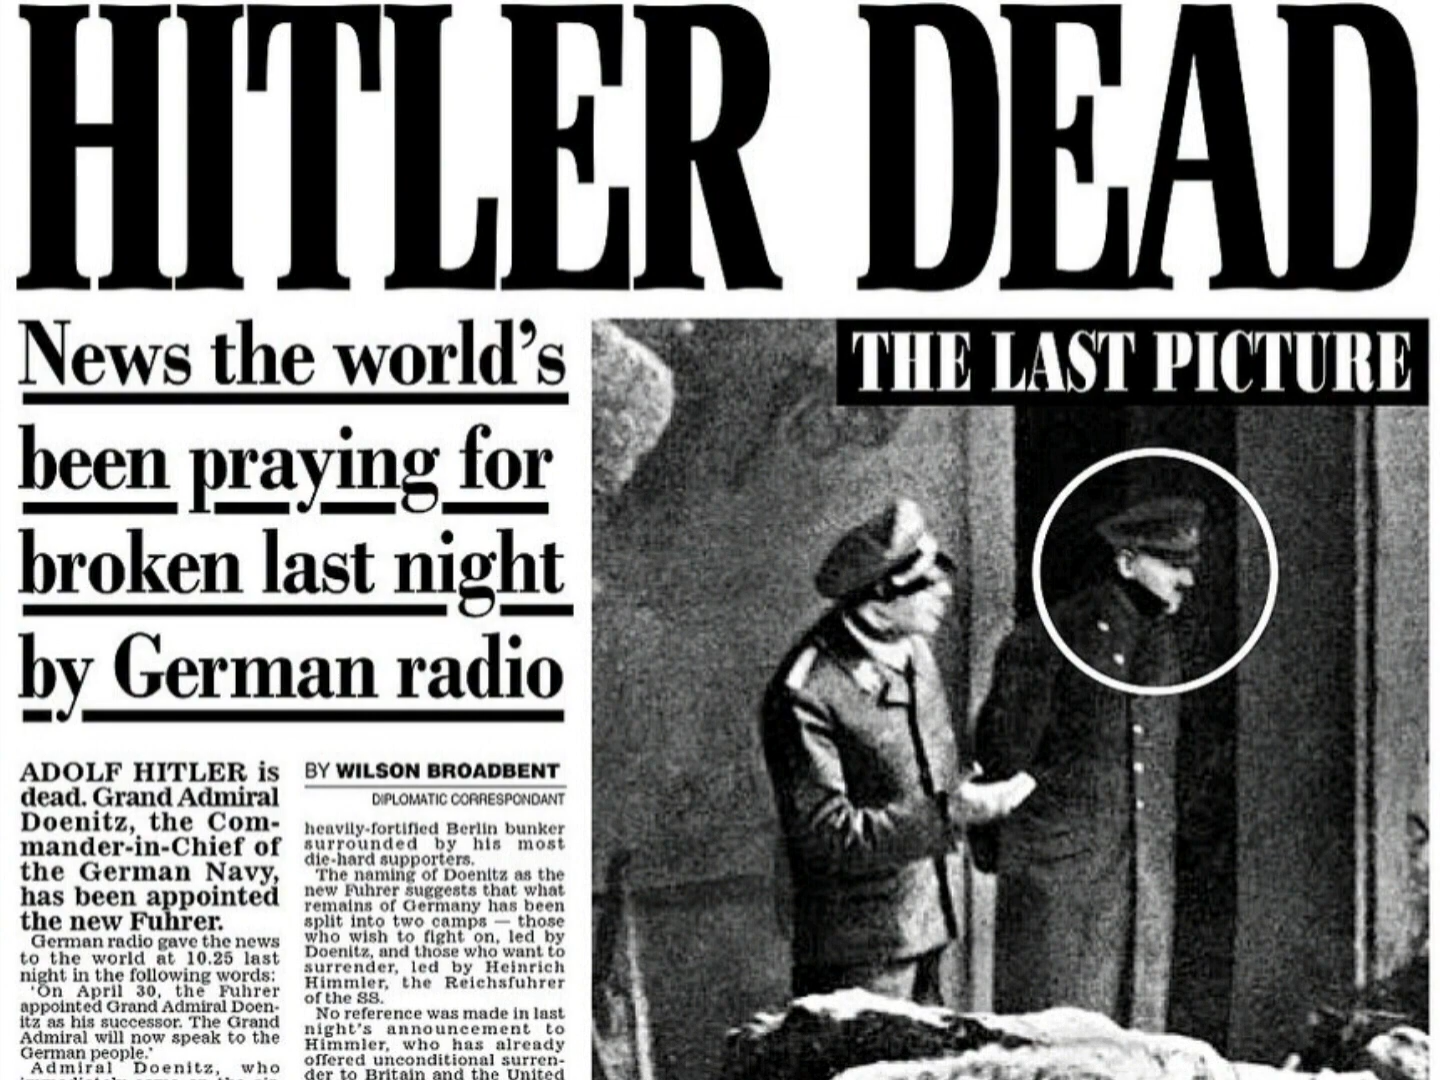 HITLER DEAD
News the world's
been praying for
broken last night
by German radio
THE LAST PICTURE
ADOLF HITLER is
dead. Grand Admiral
Doenitz, the Com-
mander-in-Chief of
the German Navy,
has been appointed
the new Fuhrer.
German radio gave the news
to the world at 10.25 last
night in the following words:
'On April 30, the Fuhrer
appointed Grand Admiral Doen-
itz as his successor. The Grand
Admiral will now speak to the
German people.'
Admiral Doenitz, who
BY WILSON BROADBENT
DIPLOMATIC CORRESPONDANT
heavily-fortified Berlin bunker
surrounded by his most
die-hard supporters.
The naming of Doenitz as the
new Fuhrer suggests that what
remains of Germany has been
split into two camps — those
who wish to fight on, led by
Doenitz, and those who want to
surrender, led by Heinrich
Himmler, the Reichsfuhrer
of the SS.
No reference was made in last
night's announcement to
Himmler, who has already
offered unconditional surren-
der to Britain and the United